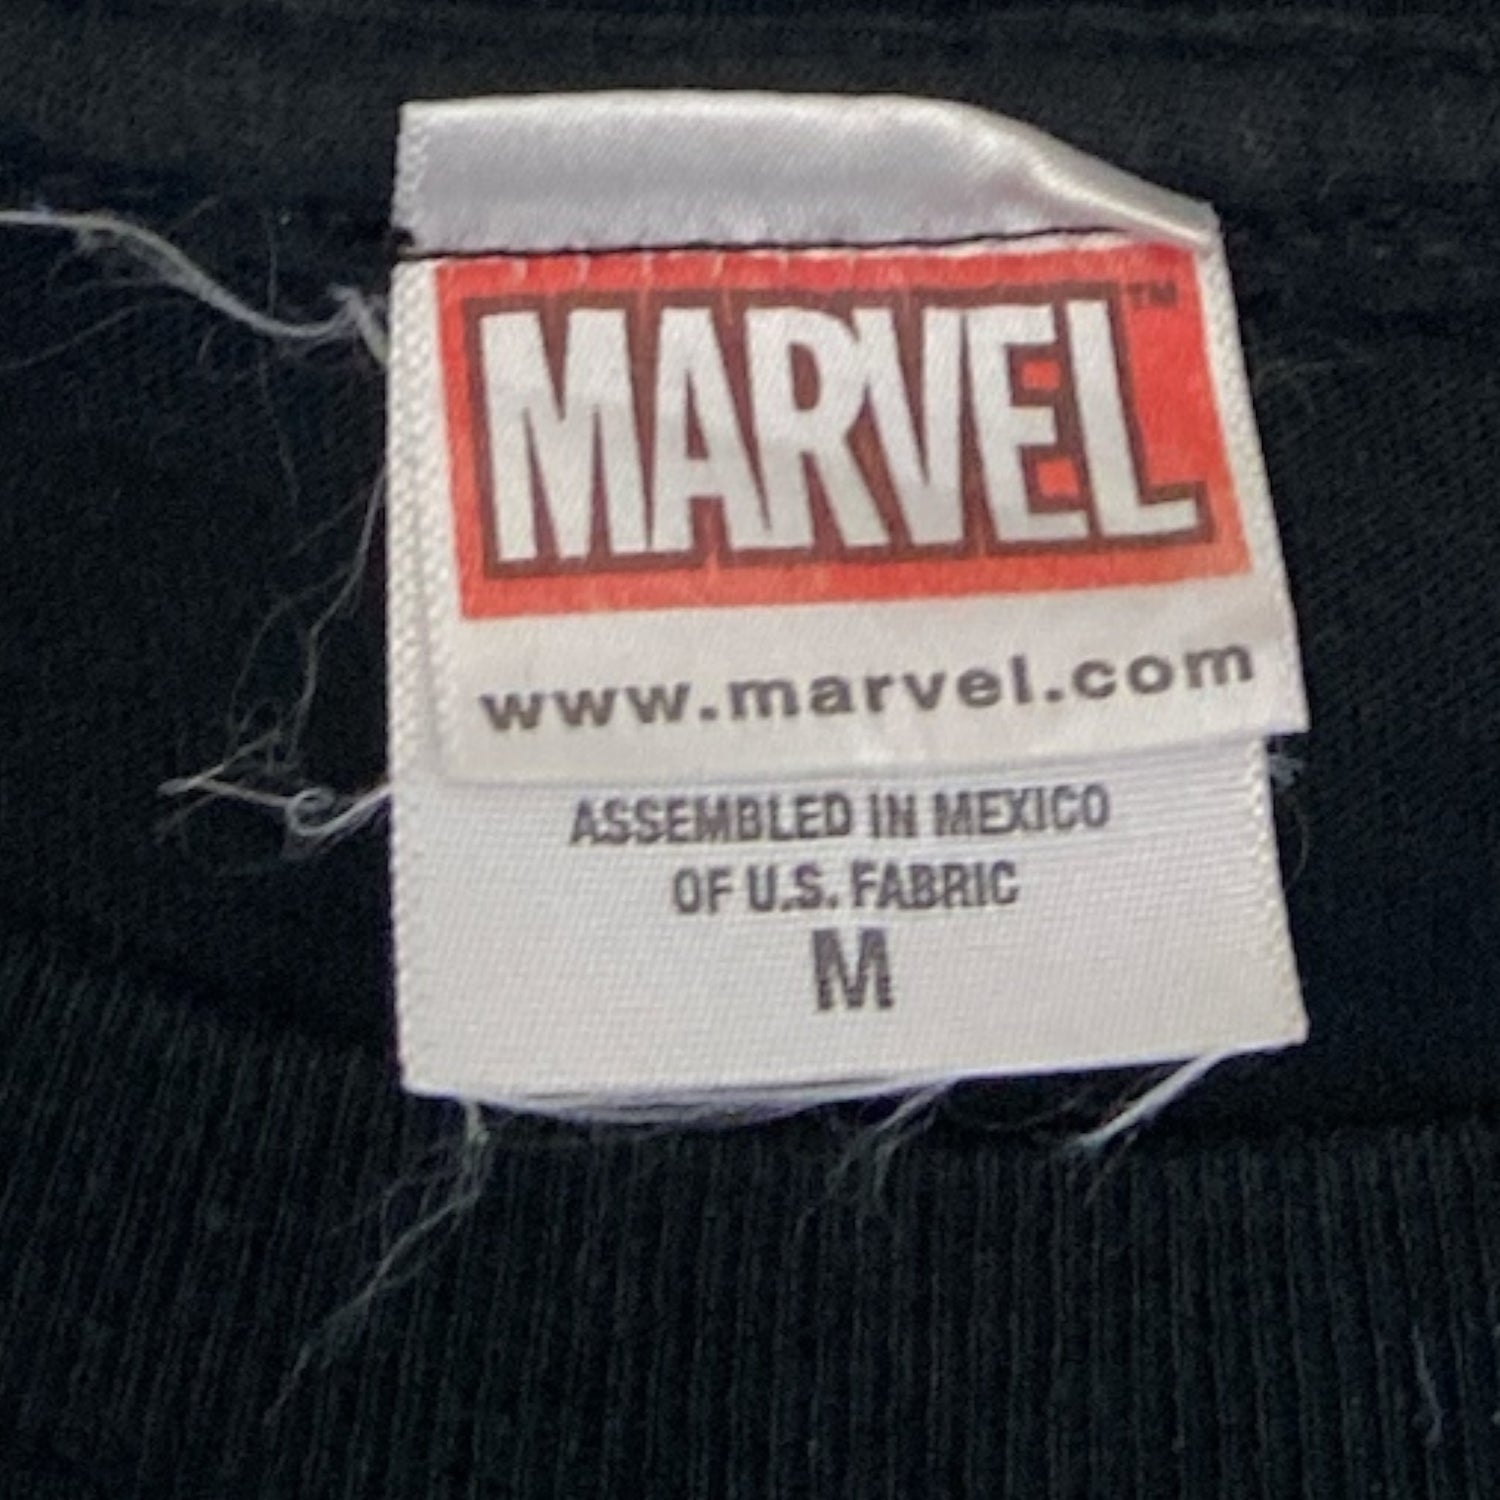 MARVEL™
www.marvel.com
ASSEMBLED IN MEXICO
OF U.S. FABRIC
M